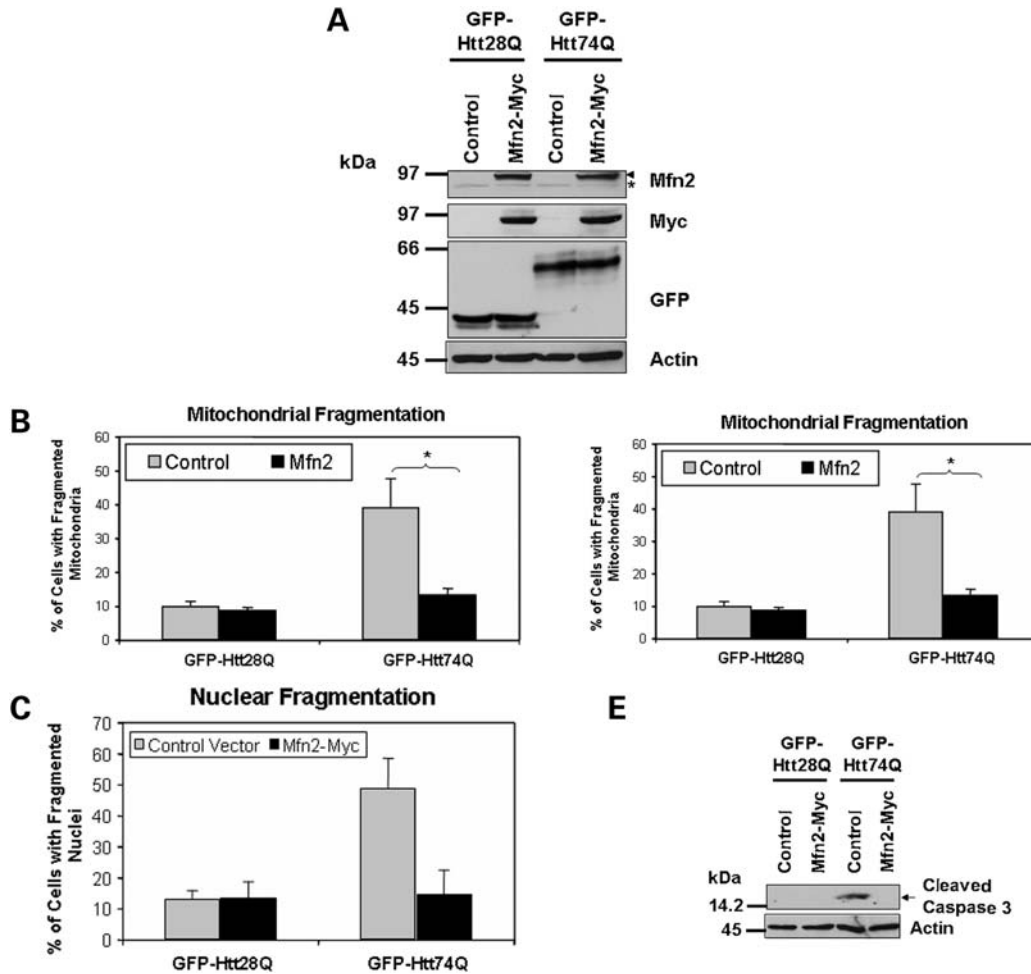 A
GFP-
Htt28Q
GFP-
Htt74Q
Control
Mfn2-Myc
Control
Mfn2-Myc
kDa
97
Mfn2
*
97
Myc
66
45
GFP
45
Actin
B
Mitochondrial Fragmentation
% of Cells with Fragmented
Mitochondria
60
50
40
30
20
10
0
Control
Mfn2
*
GFP-Htt28Q
GFP-Htt74Q
Mitochondrial Fragmentation
% of Cells with Fragmented
Mitochondria
60
50
40
30
20
10
0
Control
Mfn2
*
GFP-Htt28Q
GFP-Htt74Q
C
Nuclear Fragmentation
% of Cells with Fragmented
Nuclei
70
60
50
40
30
20
10
0
Control Vector
Mfn2-Myc
GFP-Htt28Q
GFP-Htt74Q
E
GFP-
Htt28Q
GFP-
Htt74Q
Control
Mfn2-Myc
Control
Mfn2-Myc
kDa
14.2
Cleaved
Caspase 3
45
Actin